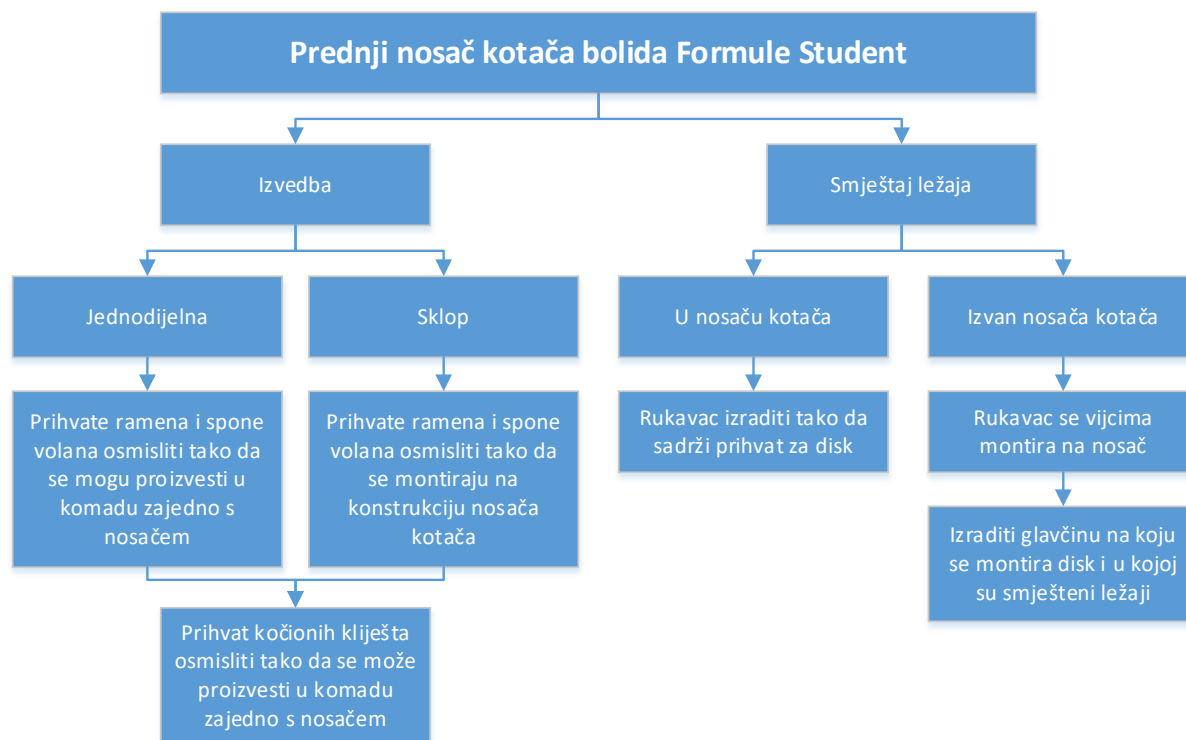 Prednji nosač kotača bolida Formule Student
Izvedba
Smještaj ležaja
Jednodijelna
Sklop
U nosaču kotača
Izvan nosača kotača
Prihvate ramena i spone
volana osmisliti tako da
se mogu proizvesti u
komadu zajedno s
nosačem
Prihvate ramena i spone
volana osmisliti tako da
se montiraju na
konstrukciju nosača
kotača
Rukavac izraditi tako da
sadrži prihvat za disk
Rukavac se vijcima
montira na nosač
Izraditi glavčinu na koju
se montira disk i u kojoj
su smješteni ležaji
Prihvat kočionih kliješta
osmisliti tako da se može
proizvesti u komadu
zajedno s nosačem